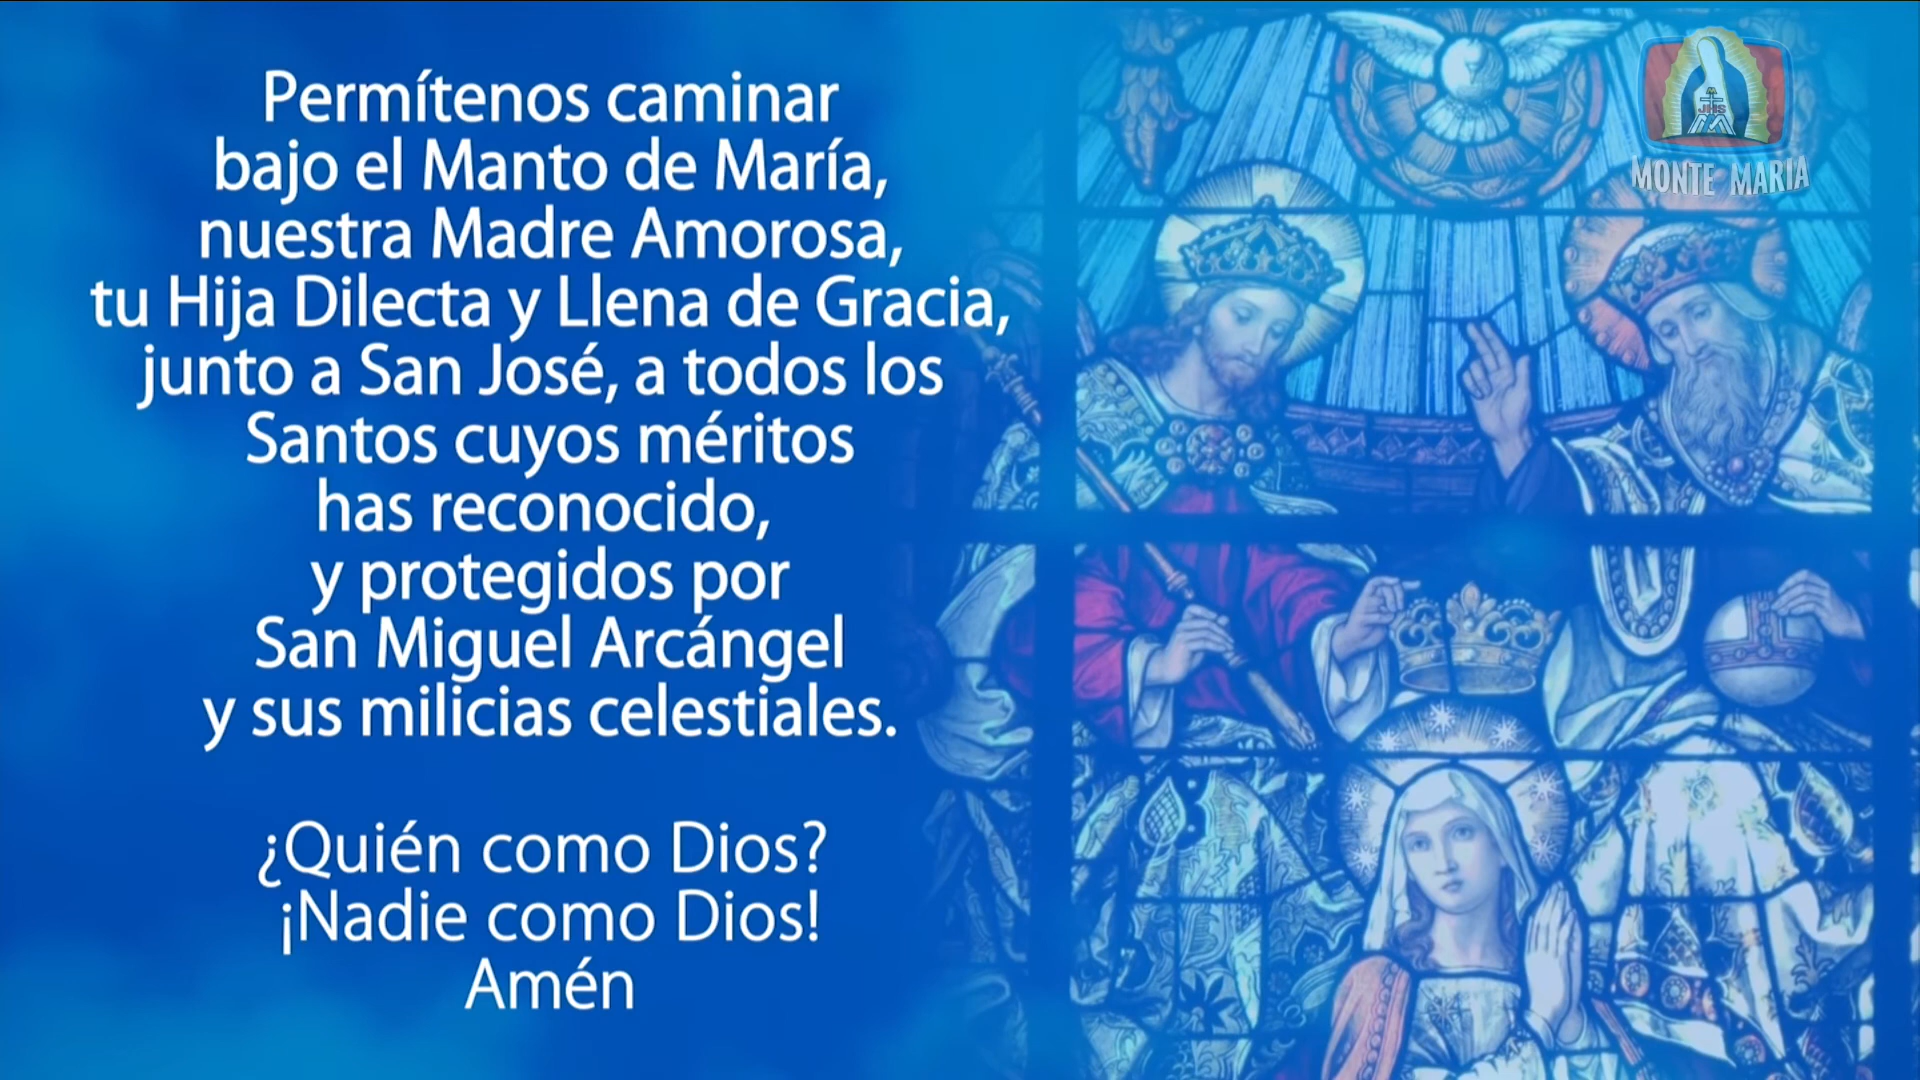 Permítenos caminar
bajo el Manto de María,
nuestra Madre Amorosa,
tu Hija Dilecta y Llena de Gracia,
junto a San José, a todos los
Santos cuyos méritos
has reconocido,
y protegidos por
San Miguel Arcángel
y sus milicias celestiales.
¿Quién como Dios?
¡Nadie como Dios!
Amén
JHS
MONTE MARIA